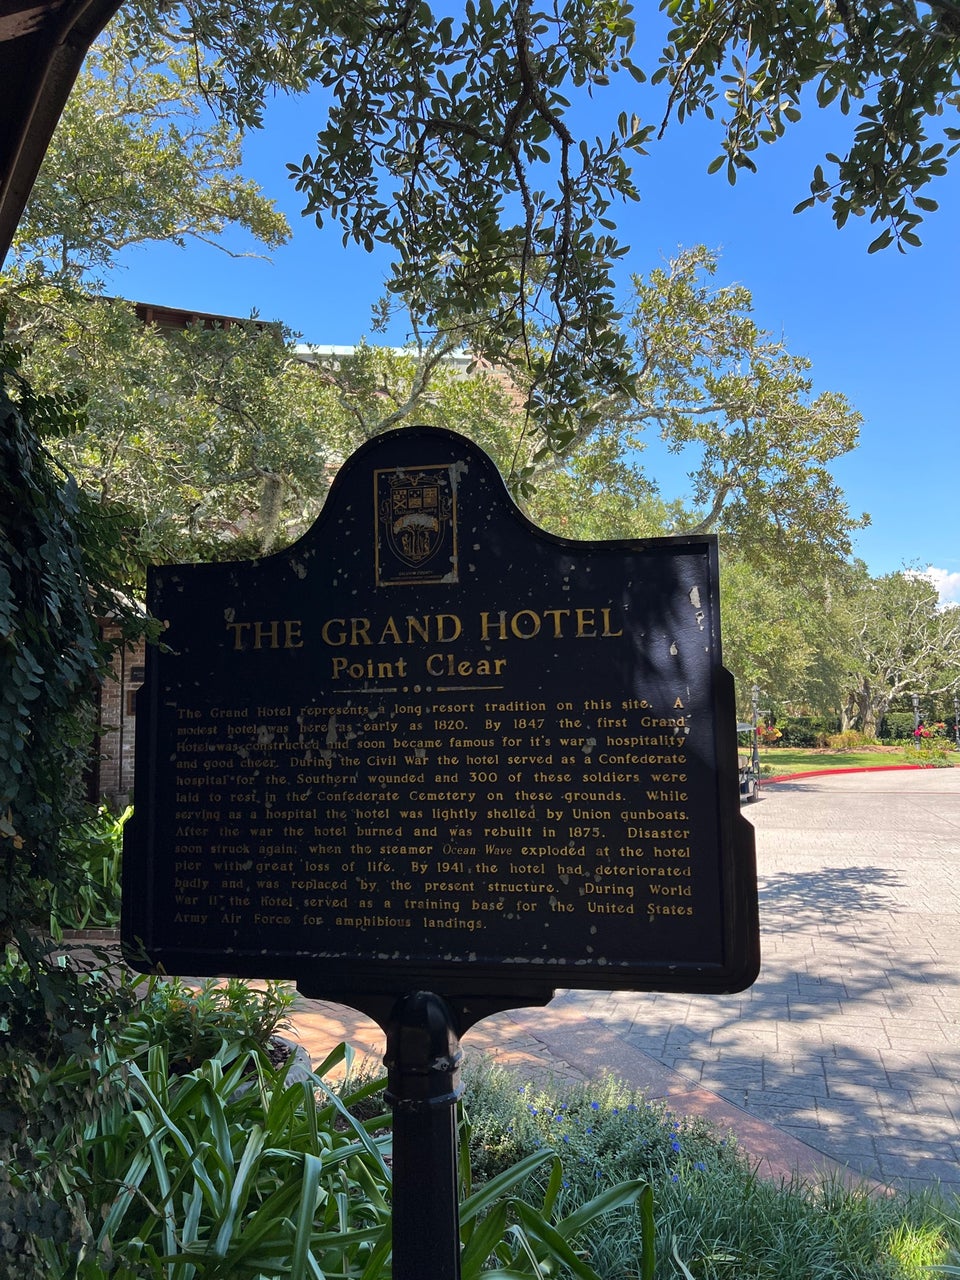 Baldwin County
BALDWIN COUNTY
THE GRAND HOTEL
Point Clear
The Grand Hotel represents a long resort tradition on this site. A
modest hotel was here as early as 1820. By 1847 the first Grand
Hotel was constructed and soon became famous for it's warm hospitality
and good cheer. During the Civil War the hotel served as a Confederate
hospital for the Southern wounded and 300 of these soldiers were
laid to rest in the Confederate Cemetery on these grounds. While
serving as a hospital the hotel was lightly shelled by Union gunboats.
After the war the hotel burned and was rebuilt in 1875. Disaster
soon struck again, when the steamer Ocean Wave exploded at the hotel
pier with great loss of life. By 1941 the hotel had deteriorated
badly and was replaced by the present structure. During World
War II the Hotel served as a training base for the United States
Army Air Force for amphibious landings.